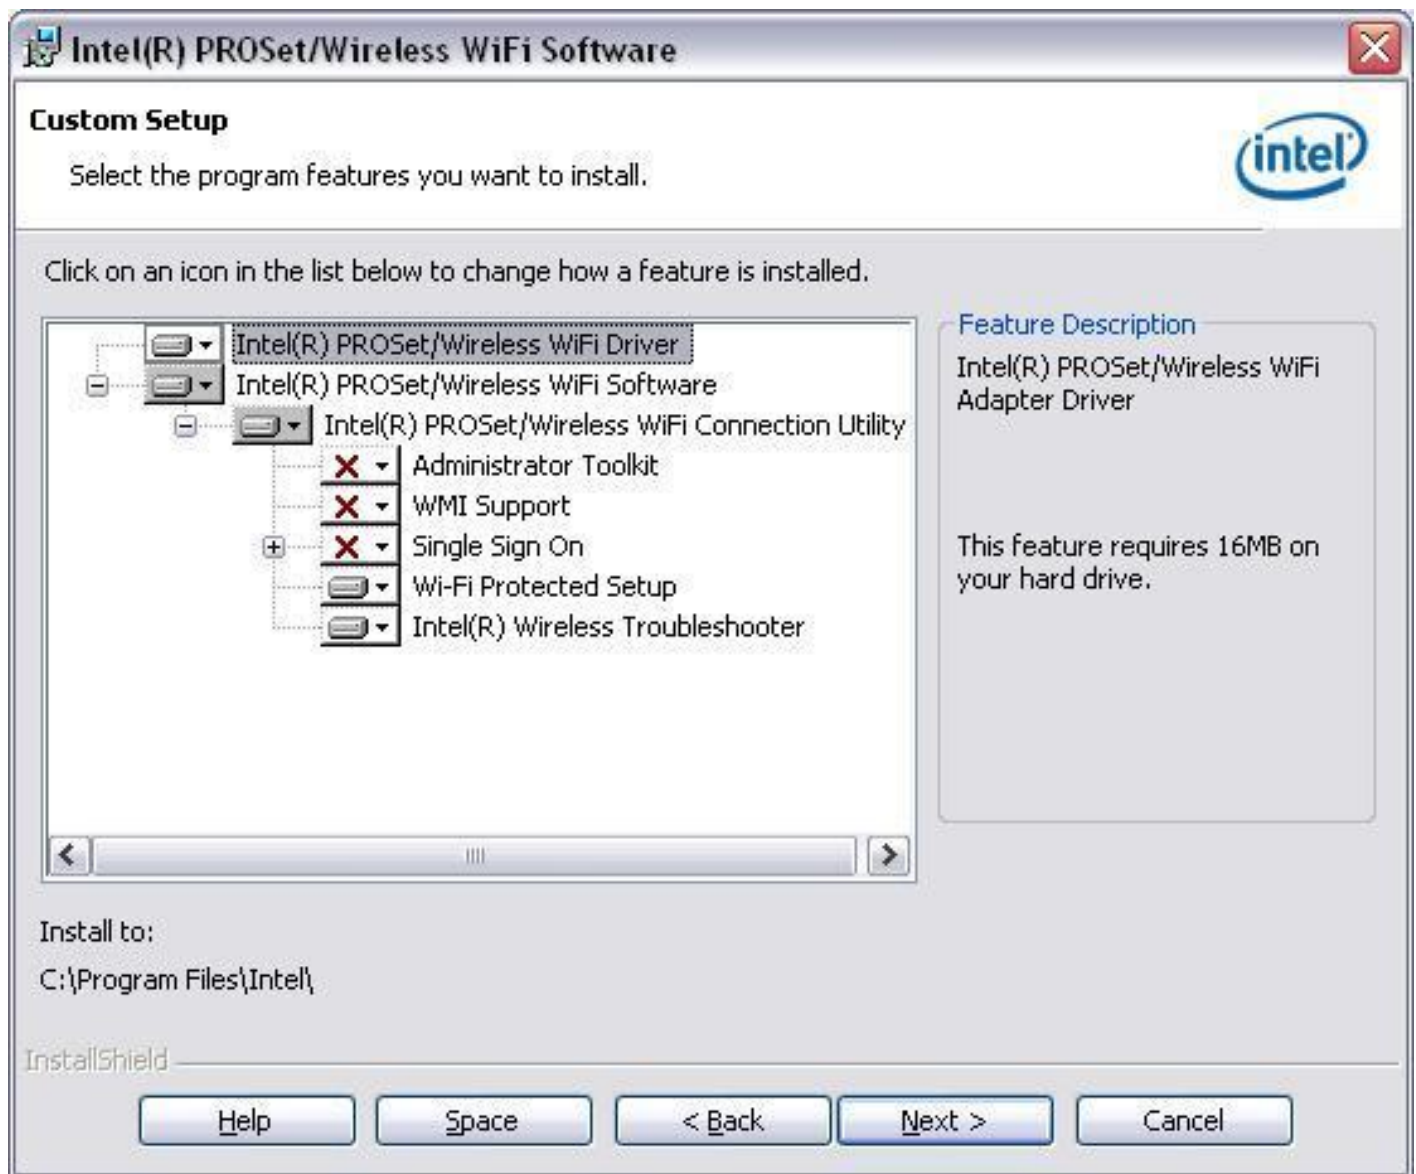 Intel(R) PROSet/Wireless WiFi Software
Custom Setup
Select the program features you want to install.
intel
Click on an icon in the list below to change how a feature is installed.
Intel(R) PROSet/Wireless WiFi Driver
Intel(R) PROSet/Wireless WiFi Software
Intel(R) PROSet/Wireless WiFi Connection Utility
Administrator Toolkit
WMI Support
Single Sign On
Wi-Fi Protected Setup
Intel(R) Wireless Troubleshooter
Feature Description
Intel(R) PROSet/Wireless WiFi
Adapter Driver
This feature requires 16MB on
your hard drive.
Install to:
C:\Program Files\Intel\
InstallShield
Help
Space
< Back
Next >
Cancel